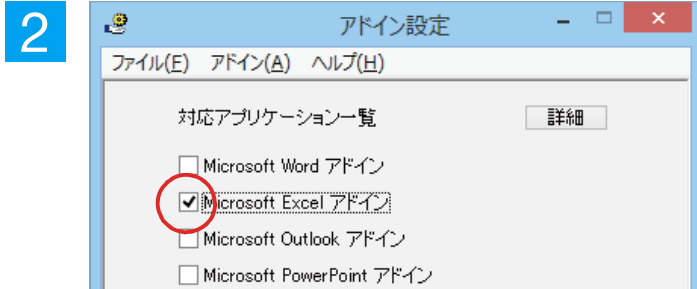 2
アドイン設定
ファイル(F) アドイン(A) ヘルプ(H)
対応アプリケーション一覧 詳細
Microsoft Word アドイン
Microsoft Excel アドイン
Microsoft Outlook アドイン
Microsoft PowerPoint アドイン